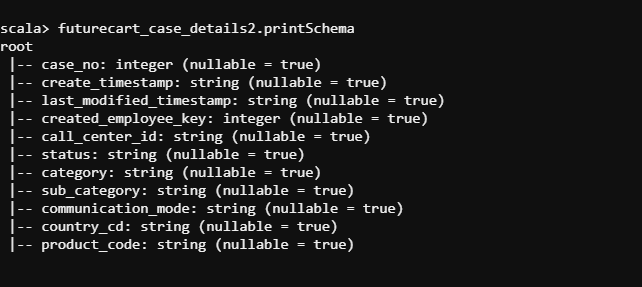 scala> futurecart_case_details2.printSchema
root
 |-- case_no: integer (nullable = true)
 |-- create_timestamp: string (nullable = true)
 |-- last_modified_timestamp: string (nullable = true)
 |-- created_employee_key: integer (nullable = true)
 |-- call_center_id: string (nullable = true)
 |-- status: string (nullable = true)
 |-- category: string (nullable = true)
 |-- sub_category: string (nullable = true)
 |-- communication_mode: string (nullable = true)
 |-- country_cd: string (nullable = true)
 |-- product_code: string (nullable = true)